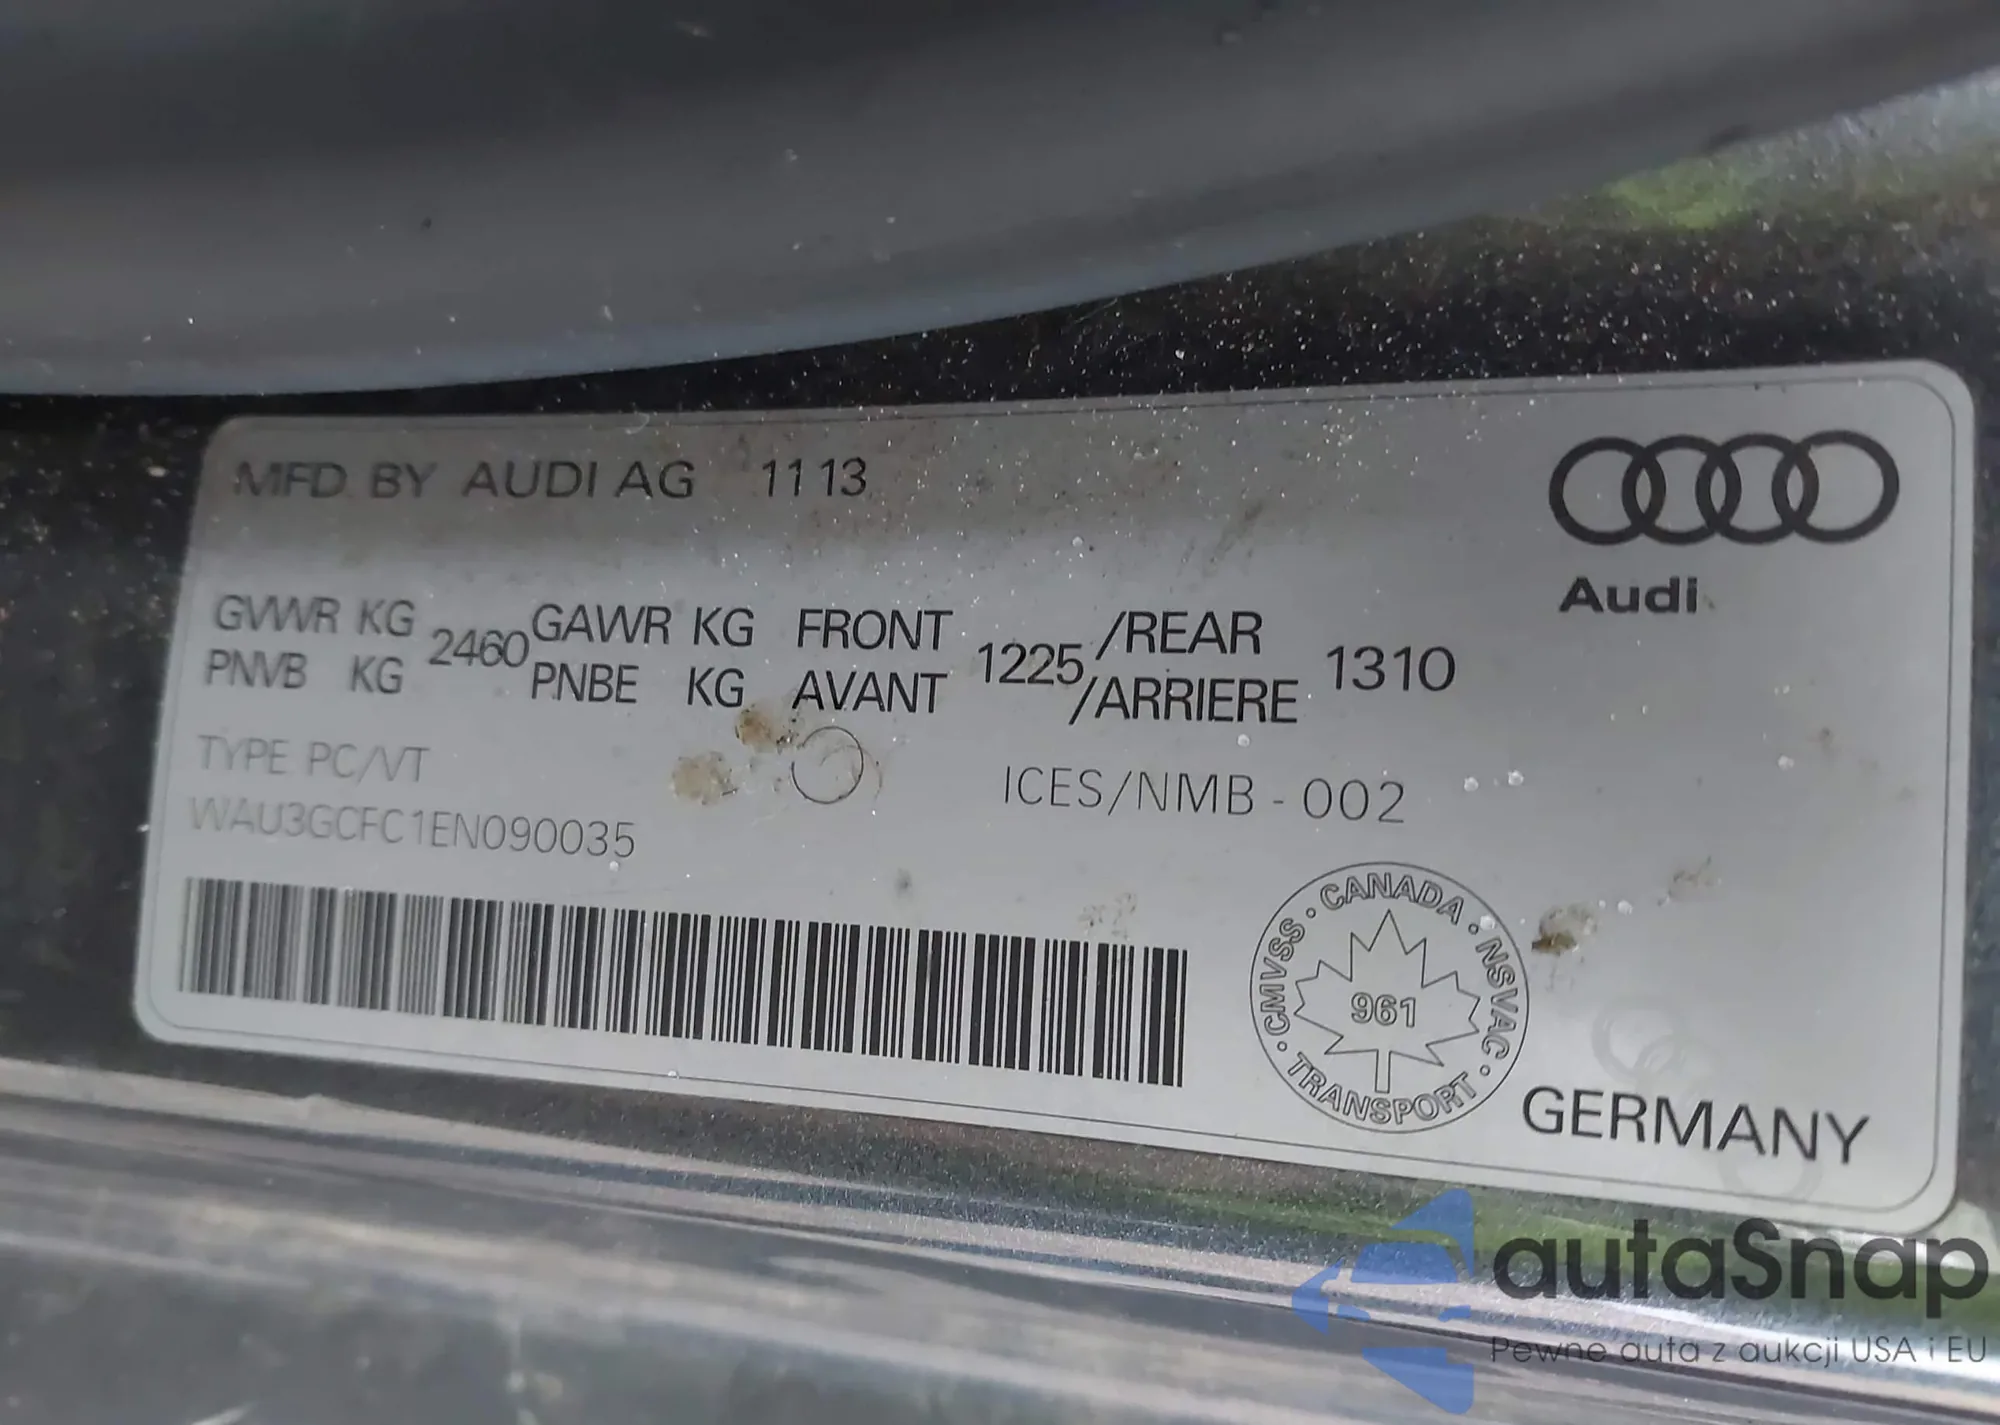 MFD. BY AUDI AG 11 13
Audi
GVWR KG 2460 GAWR KG FRONT 1225 /REAR 1310
PNVB KG PNBE KG AVANT /ARRIERE
TYPE PC/VT
ICES/NMB - 002
WAU3GCFC1EN090035
CANADA · NSVAC · TRANSPORT · CMVSS ·
961
GERMANY
autaSnap
Pewne auta z aukcji USA i EU